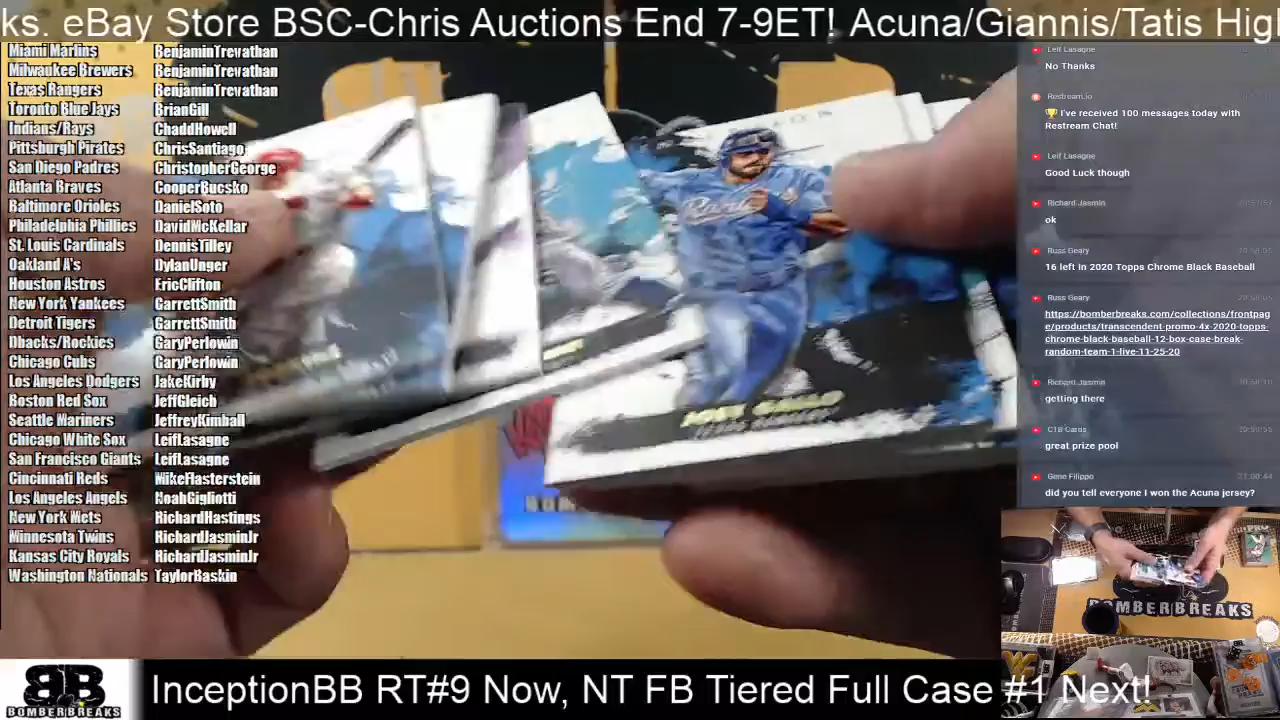 ks. eBay Store BSC-Chris Auctions End 7-9ET! Acuna/Giannis/Tatis Hig
Miami Marlins BenjaminTrevathan
Milwaukee Brewers BenjaminTrevathan
Texas Rangers BenjaminTrevathan
Toronto Blue Jays BrianGill
Indians/Rays ChaddHowell
Pittsburgh Pirates ChrisSantiago
San Diego Padres ChristopherGeorge
Atlanta Braves CooperBucsko
Baltimore Orioles DanielSoto
Philadelphia Phillies DavidMcKellar
St. Louis Cardinals DennisTilley
Oakland A's DylanUnger
Houston Astros EricClifton
New York Yankees GarrettSmith
Detroit Tigers GarrettSmith
Dbacks/Rockies GaryPerlowin
Chicago Cubs GaryPerlowin
Los Angeles Dodgers JakeKirby
Boston Red Sox JeffGleich
Seattle Mariners JeffreyKimball
Chicago White Sox LeifLasagne
San Francisco Giants LeifLasagne
Cincinnati Reds MikeHasterstein
Los Angeles Angels NoahGigliotti
New York Mets RichardHastings
Minnesota Twins RichardJasminJr
Kansas City Royals RichardJasminJr
Washington Nationals TaylorBaskin
JOEY GALLO
TEXAS RANGERS
Leif Lasagne
No Thanks
Restream.io
I've received 100 messages today with
Restream Chat!
Leif Lasagne
Good Luck though
Richard Jasmin
ok
Russ Geary
16 left in 2020 Topps Chrome Black Baseball
Russ Geary
https://bomberbreaks.com/collections/frontpag
e/products/transcendent-promo-4x-2020-topps-
chrome-black-baseball-12-box-case-break-
random-team-1-live-11-25-20
Richard Jasmin
getting there
CTB Cards
great prize pool
Gene Filippo 21:00:44
did you tell everyone I won the Acuna jersey?
BOMBERBREAKS
BB
BOMBERBREAKS
InceptionBB RT#9 Now, NT FB Tiered Full Case #1 Next!